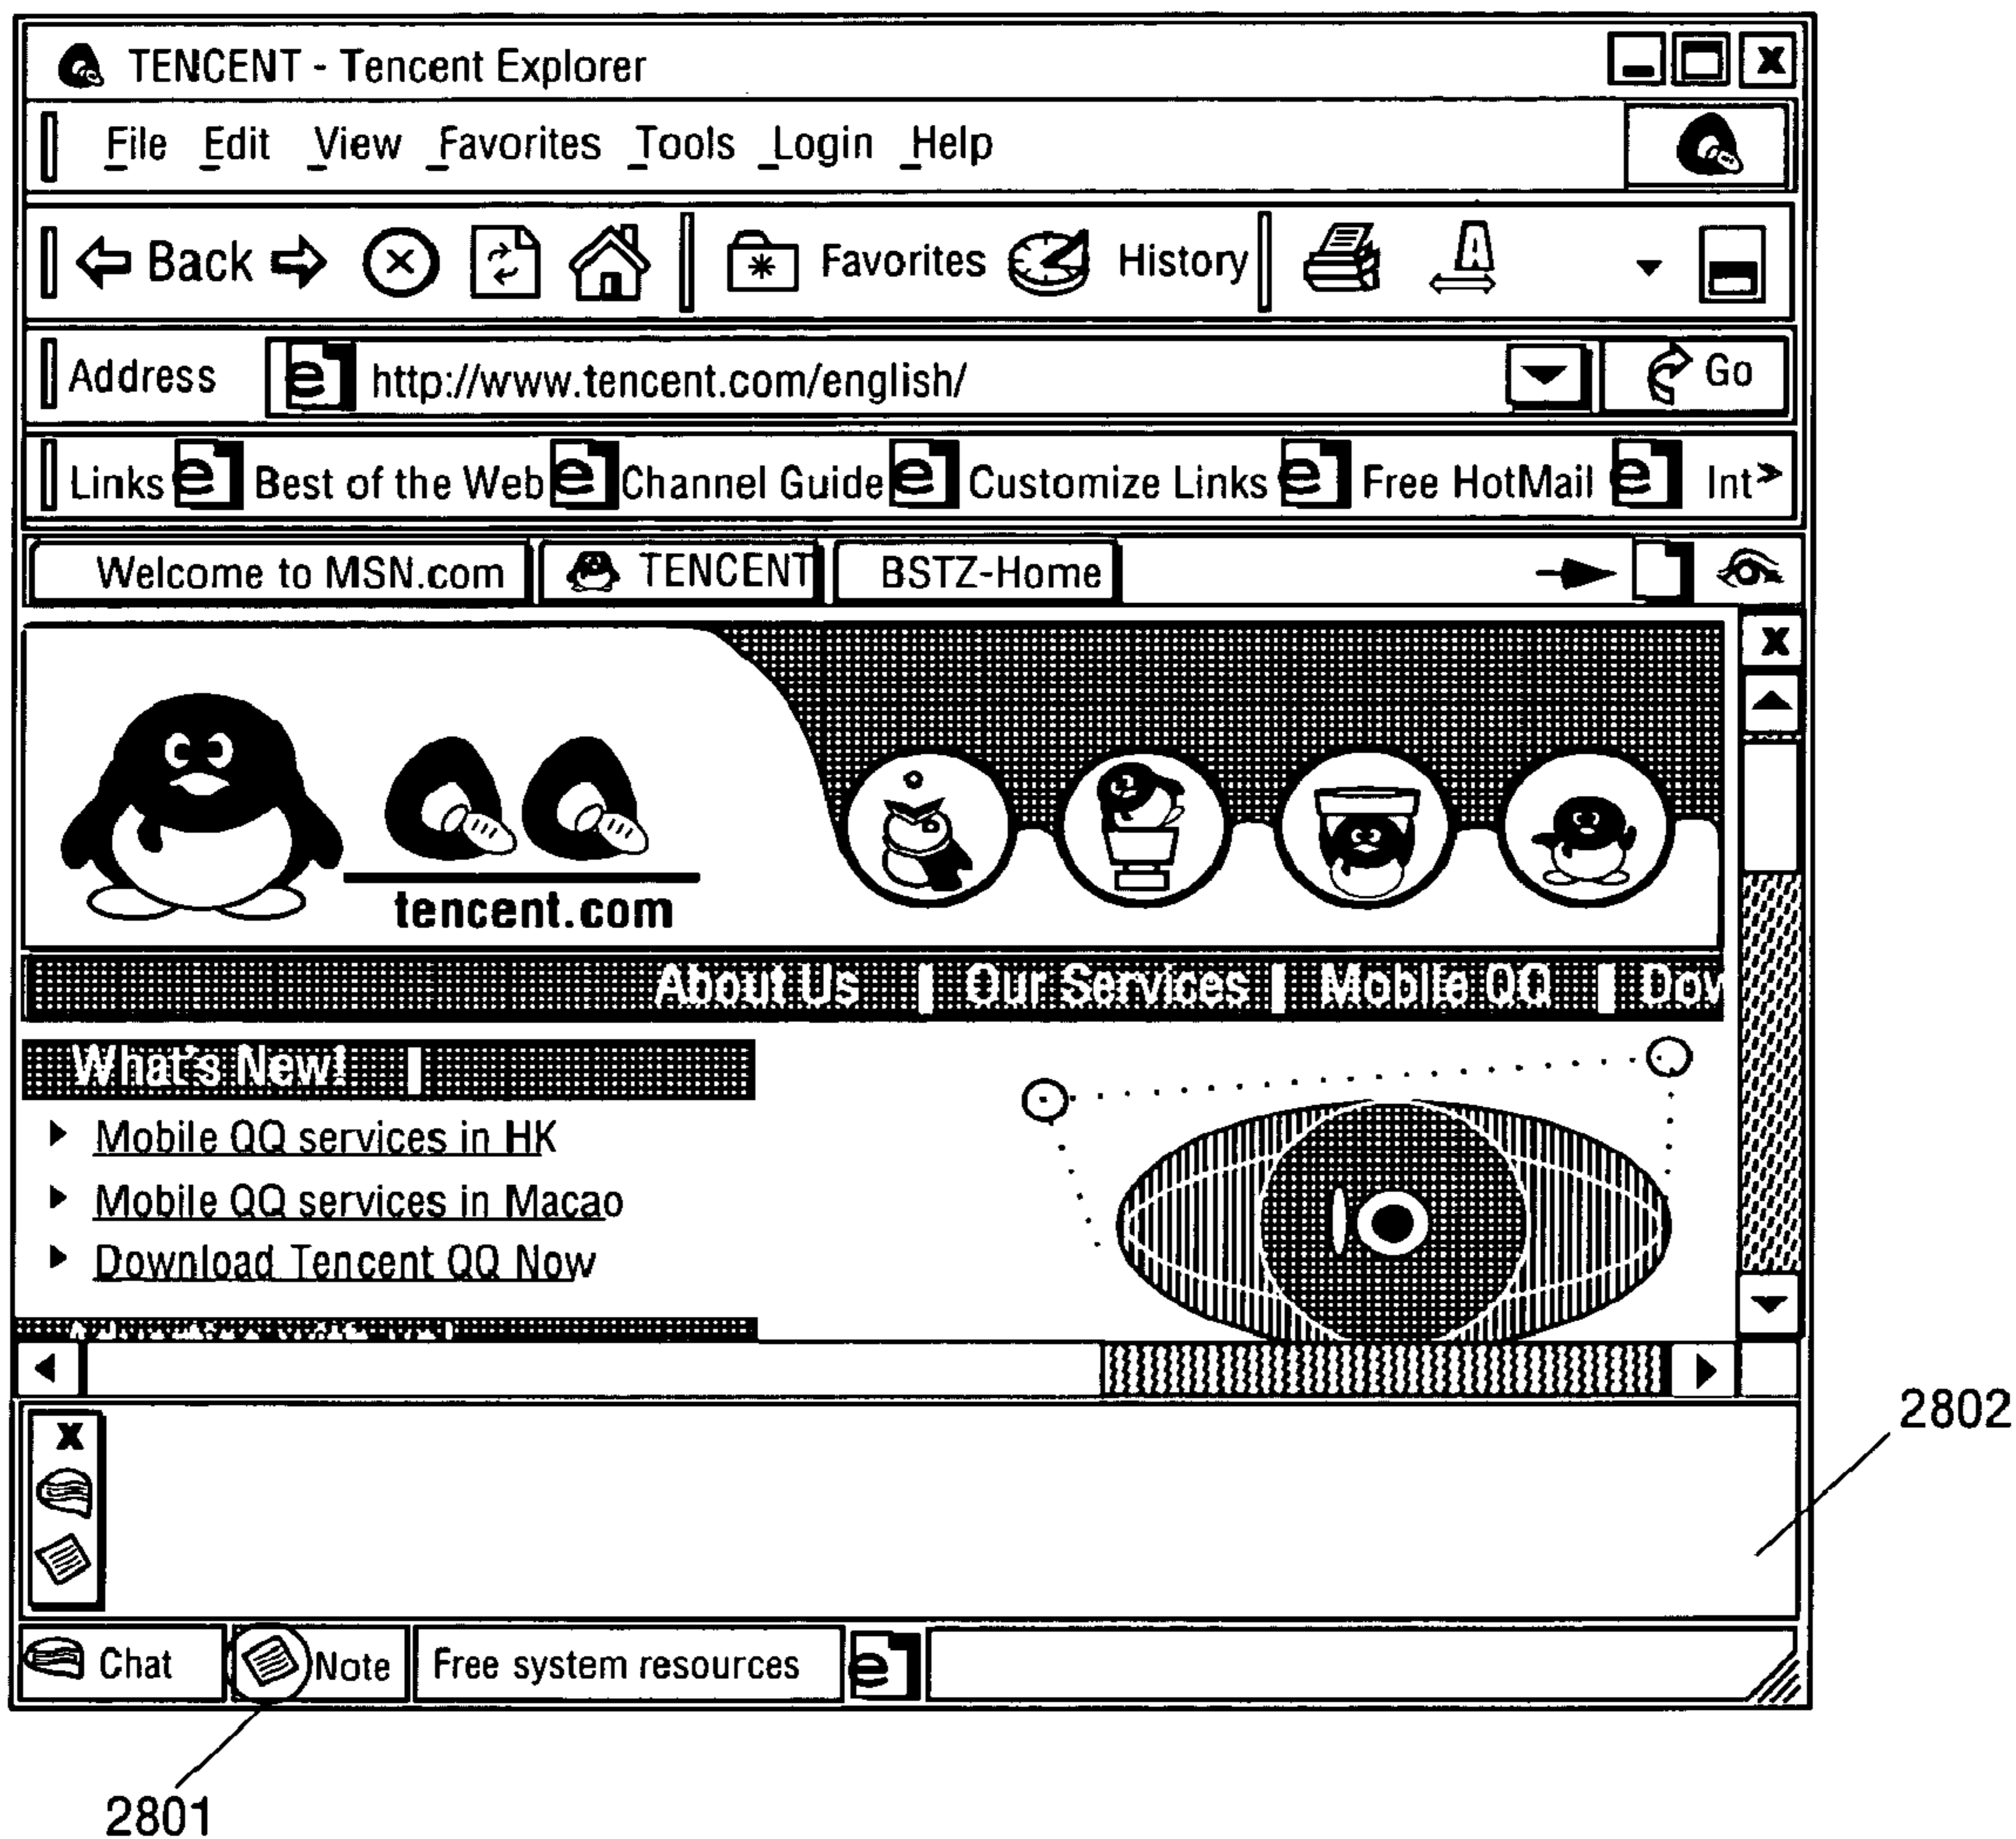 TENCENT - Tencent Explorer
File Edit View Favorites Tools Login Help
Back Favorites History A
Address http://www.tencent.com/english/ Go
Links Best of the Web Channel Guide Customize Links Free HotMail Int
Welcome to MSN.com TENCENT BSTZ-Home
tencent.com
About Us Our Services Mobile QQ Dow
What's New!
Mobile QQ services in HK
Mobile QQ services in Macao
Download Tencent QQ Now
2802
Chat Note Free system resources
2801